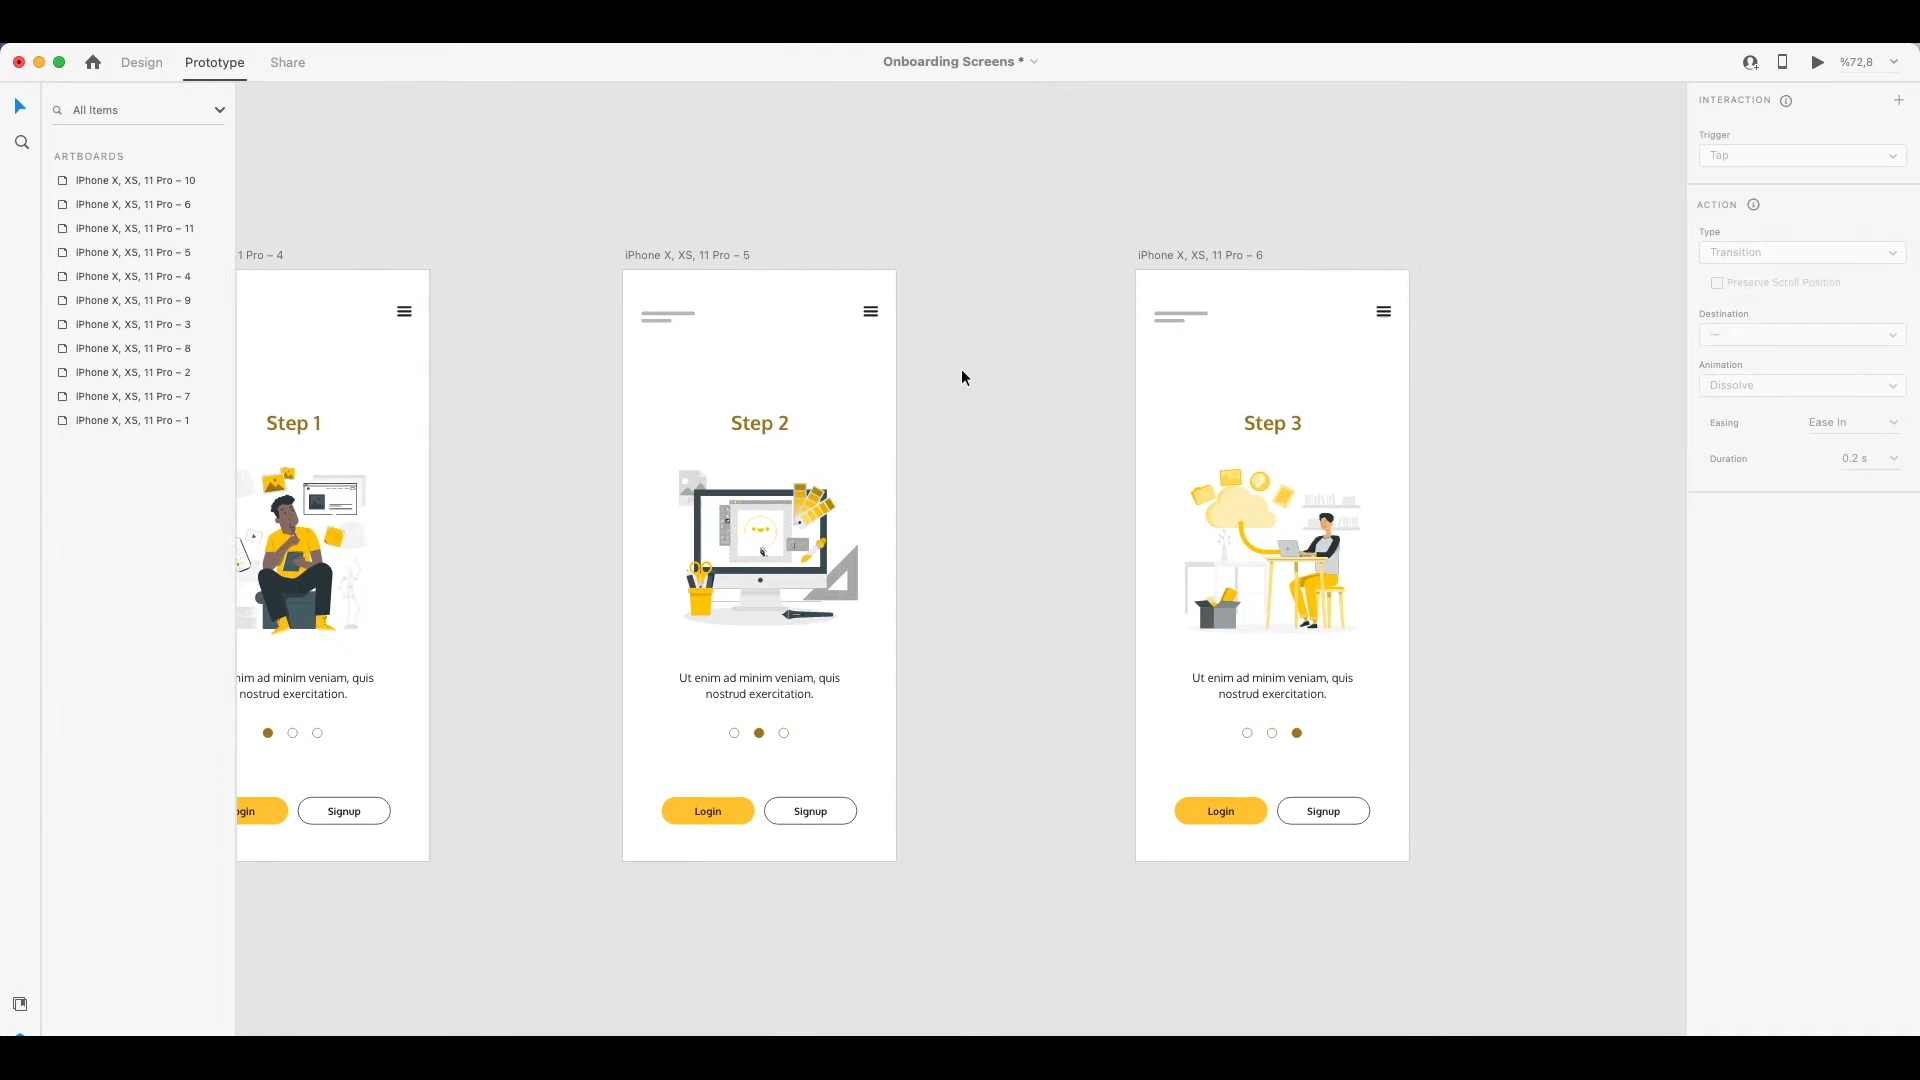 Design
Prototype
Share
Onboarding Screens *
%72,8
All Items
ARTBOARDS
iPhone X, XS, 11 Pro – 10
iPhone X, XS, 11 Pro – 6
iPhone X, XS, 11 Pro – 11
iPhone X, XS, 11 Pro – 5
iPhone X, XS, 11 Pro – 4
iPhone X, XS, 11 Pro – 9
iPhone X, XS, 11 Pro – 3
iPhone X, XS, 11 Pro – 8
iPhone X, XS, 11 Pro – 2
iPhone X, XS, 11 Pro – 7
iPhone X, XS, 11 Pro – 1
1 Pro – 4
Step 1
nim ad minim veniam, quis
nostrud exercitation.
ogin
Signup
iPhone X, XS, 11 Pro – 5
Step 2
Ut enim ad minim veniam, quis
nostrud exercitation.
Login
Signup
iPhone X, XS, 11 Pro – 6
Step 3
Ut enim ad minim veniam, quis
nostrud exercitation.
Login
Signup
INTERACTION
Trigger
Tap
ACTION
Type
Transition
Preserve Scroll Position
Destination
—
Animation
Dissolve
Easing
Ease In
Duration
0.2 s